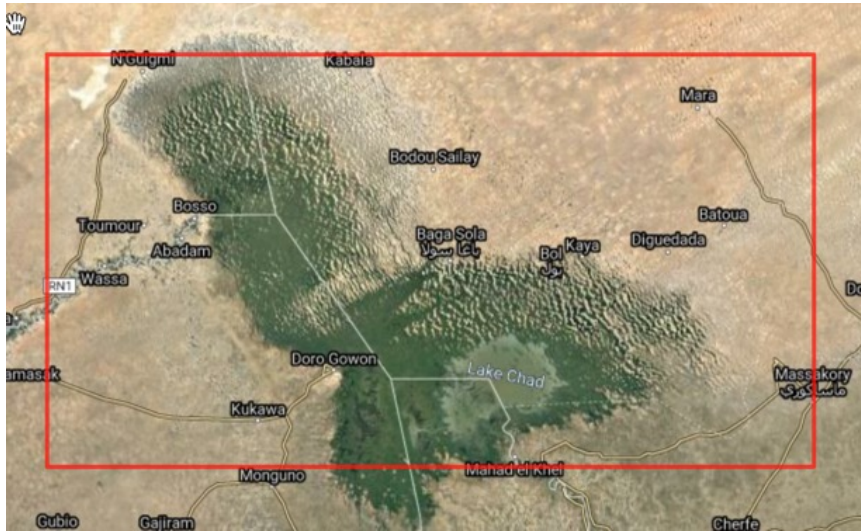 N'Guigmi
Kabala
Mara
Bodou Sailay
Bosso
Toumour
Abadam
Baga Sola
باغا سولا
Bol
بول
Kaya
Diguedada
Batoua
Wassa
RN1
Doro Gowon
Lake Chad
amasak
Massakory
ماساكوري
Kukawa
Monguno
Mahad el Khel
Gubio
Gajiram
Cherfe